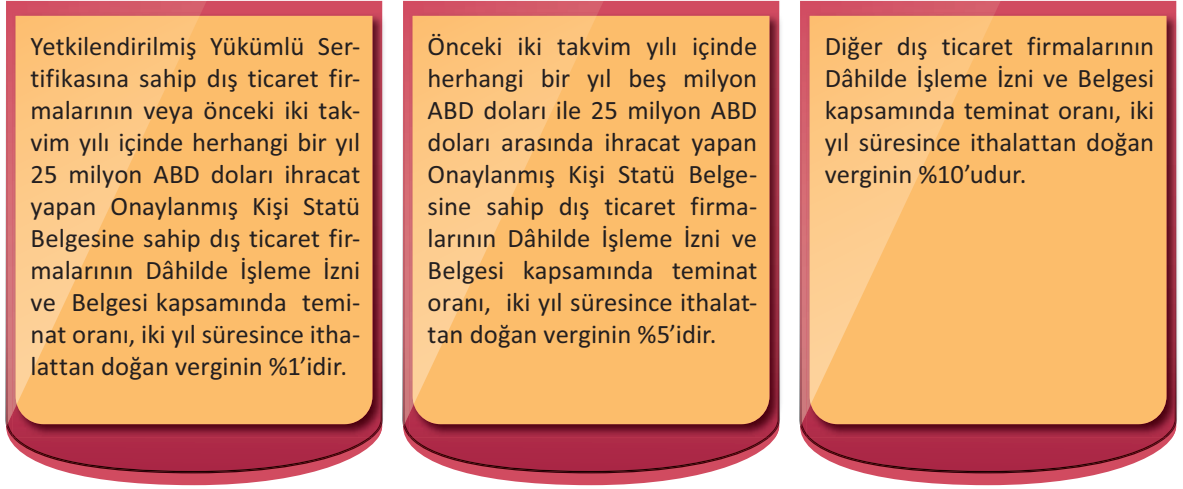 Yetkilendirilmiş Yükümlü Ser-
tifikasına sahip dış ticaret fir-
malarının veya önceki iki tak-
vim yılı içinde herhangi bir yıl
25 milyon ABD doları ihracat
yapan Onaylanmış Kişi Statü
Belgesine sahip dış ticaret fir-
malarının Dâhilde İşleme İzni
ve Belgesi kapsamında temi-
nat oranı, iki yıl süresince itha-
lattan doğan verginin %1’idir.
Önceki iki takvim yılı içinde
herhangi bir yıl beş milyon
ABD doları ile 25 milyon ABD
doları arasında ihracat yapan
Onaylanmış Kişi Statü Belge-
sine sahip dış ticaret firma-
larının Dâhilde İşleme İzni ve
Belgesi kapsamında teminat
oranı, iki yıl süresince ithalat-
tan doğan verginin %5’idir.
Diğer dış ticaret firmalarının
Dâhilde İşleme İzni ve Belgesi
kapsamında teminat oranı, iki
yıl süresince ithalattan doğan
verginin %10’udur.